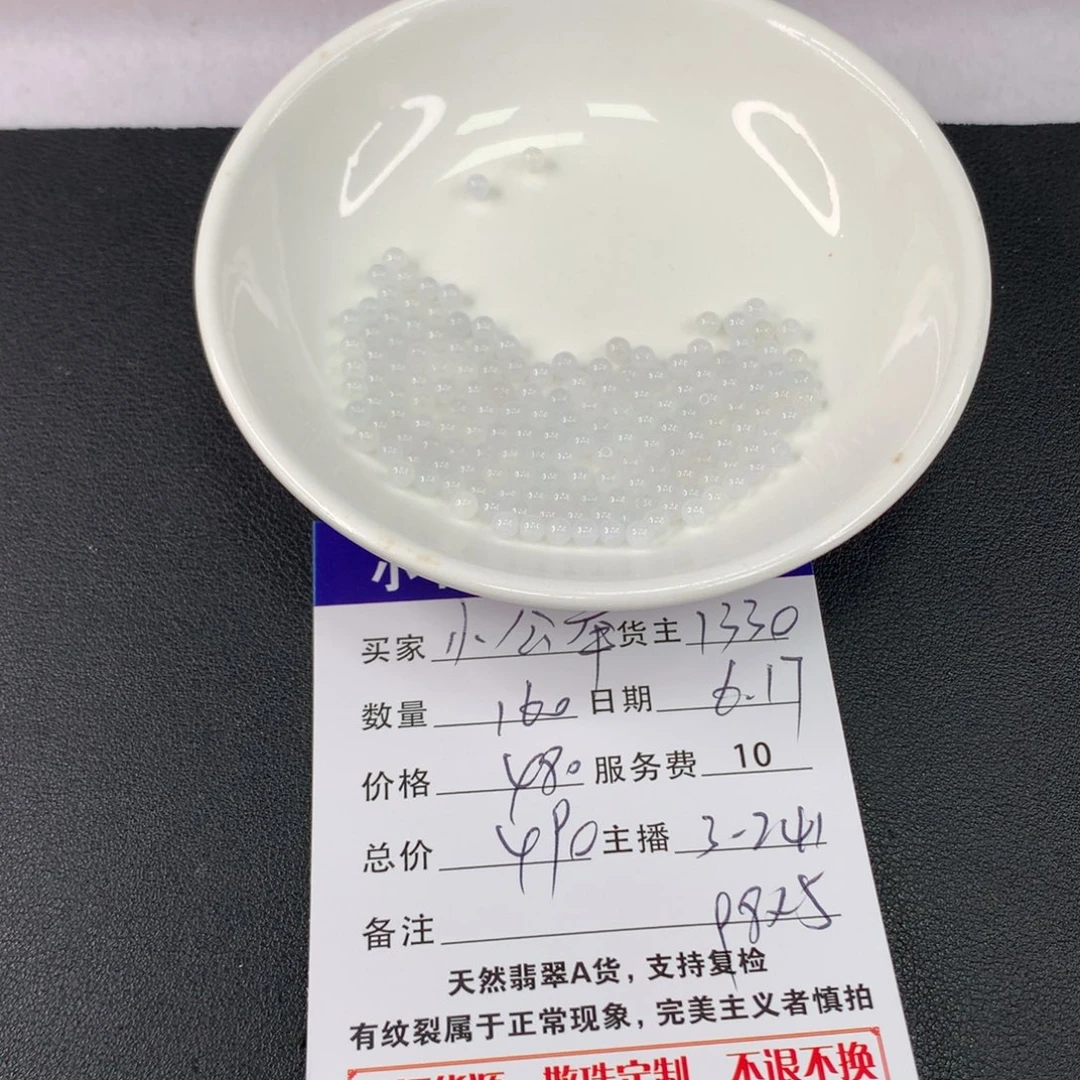 小
买家 小公军 货主 1330
数量 160 日期 6.17
价格 480 服务费 10
总价 490 主播 3-241
备注 9825
天然翡翠A货，支持复检
有纹裂属于正常现象，完美主义者慎拍
散珠定制 不退不换